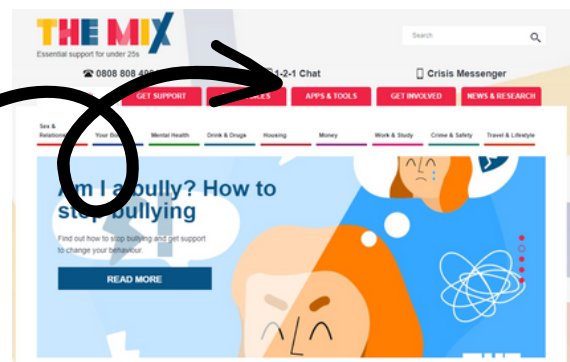 THE MIX
Essential support for under 25s
Search
0808 808
1-2-1 Chat
Crisis Messenger
GET SUPPORT
APPS & TOOLS
GET INVOLVED
NEWS & RESEARCH
Sex &
Mental Health
Drink & Drugs
Housing
Money
Work & Study
Crime & Safety
Travel & Lifestyle
Am I a bully? How to
stop bullying
Find out how to stop bullying and get support
to change your behaviour.
READ MORE